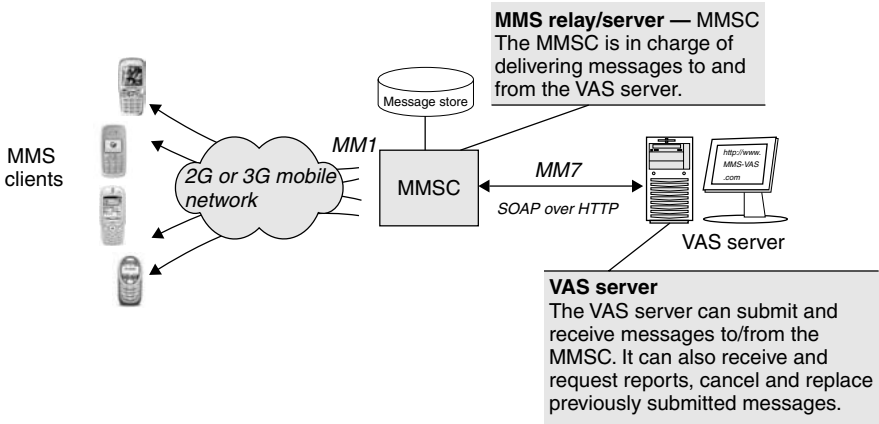 MMS relay/server — MMSC
The MMSC is in charge of
delivering messages to and
from the VAS server.
Message store
MMS
clients
2G or 3G mobile
network
MM1
MMSC
MM7
SOAP over HTTP
http://www.
MMS-VAS
.com
VAS server
VAS server
The VAS server can submit and
receive messages to/from the
MMSC. It can also receive and
request reports, cancel and replace
previously submitted messages.